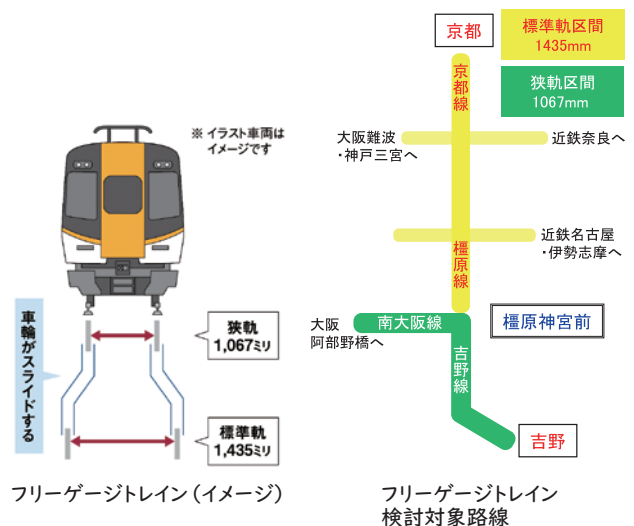 ※ イラスト車両は
イメージです
車輪がスライドする
狭軌
1,067ミリ
標準軌
1,435ミリ
フリーゲージトレイン（イメージ）
京都
標準軌区間
1435mm
狭軌区間
1067mm
京都線
大阪難波
・神戸三宮へ
近鉄奈良へ
近鉄名古屋
・伊勢志摩へ
橿原線
大阪
阿部野橋へ
南大阪線
橿原神宮前
吉野線
吉野
フリーゲージトレイン
検討対象路線